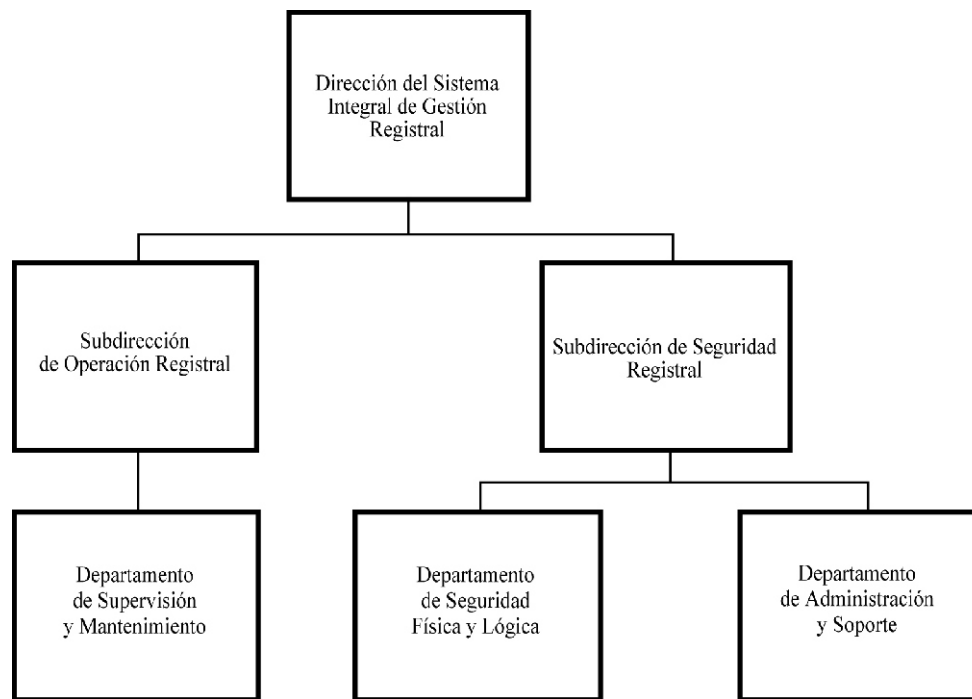 Dirección del Sistema
Integral de Gestión
Registral
Subdirección
de Operación Registral
Subdirección de Seguridad
Registral
Departamento
de Supervisión
y Mantenimiento
Departamento
de Seguridad
Física y Lógica
Departamento
de Administración
y Soporte